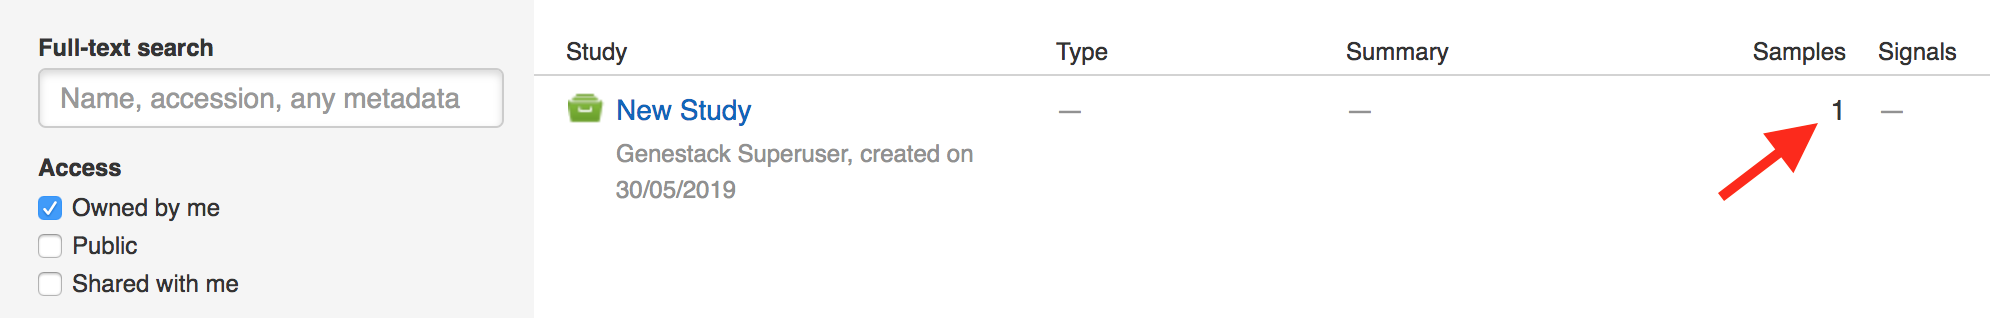 Full-text search
Name, accession, any metadata
Access
Owned by me
Public
Shared with me
Study Type Summary Samples Signals
New Study — — 1 —
Genestack Superuser, created on
30/05/2019